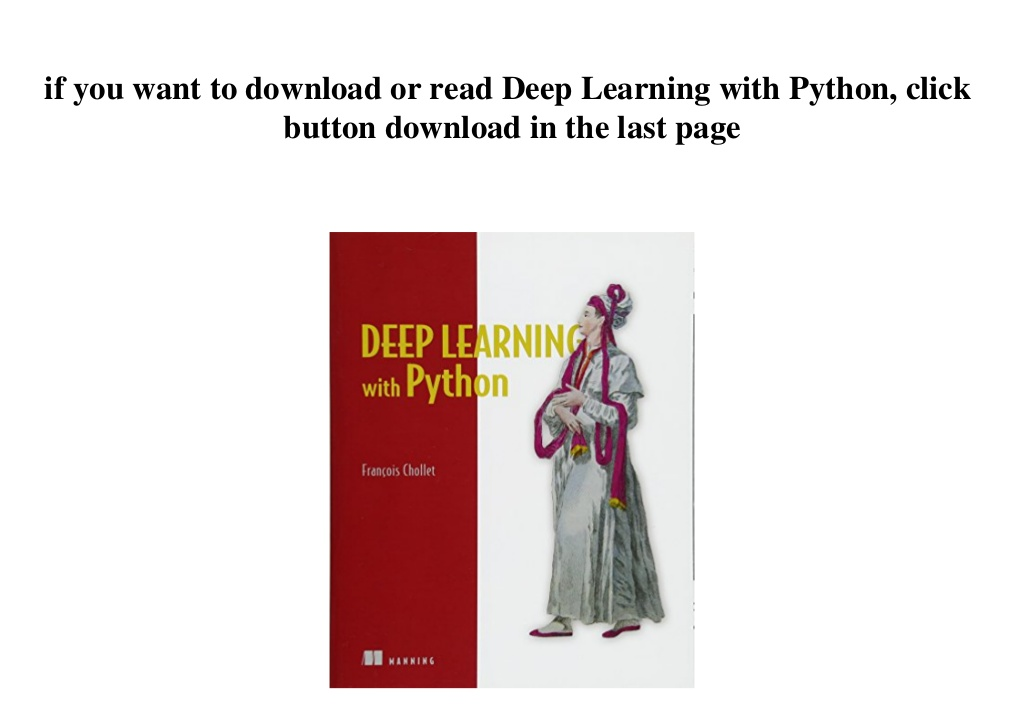 if you want to download or read Deep Learning with Python, click
button download in the last page
DEEP LEARNING
with Python
François Chollet
MANNING